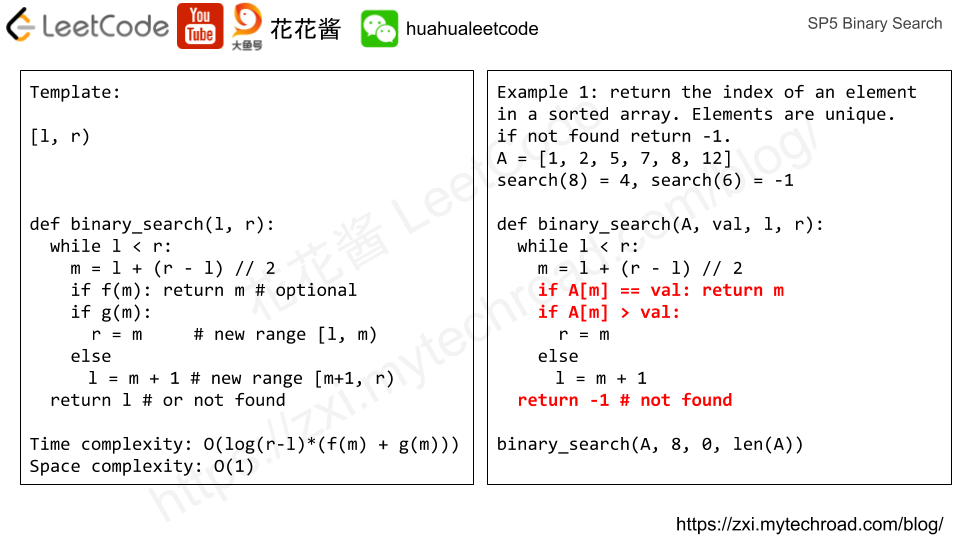 LeetCode You Tube 大鱼号 花花酱 huahualeetcode SP5 Binary Search
Template:
[l, r)
def binary_search(l, r):
  while l < r:
    m = l + (r - l) // 2
    if f(m): return m # optional
    if g(m):
      r = m     # new range [l, m)
    else
      l = m + 1 # new range [m+1, r)
  return l # or not found
Time complexity: O(log(r-l)*(f(m) + g(m)))
Space complexity: O(1)
Example 1: return the index of an element
in a sorted array. Elements are unique.
if not found return -1.
A = [1, 2, 5, 7, 8, 12]
search(8) = 4, search(6) = -1
def binary_search(A, val, l, r):
  while l < r:
    m = l + (r - l) // 2
    if A[m] == val: return m
    if A[m] > val:
      r = m
    else
      l = m + 1
  return -1 # not found
binary_search(A, 8, 0, len(A))
花花酱 LeetCode
https://zxi.mytechroad.com/blog/
https://zxi.mytechroad.com/blog/